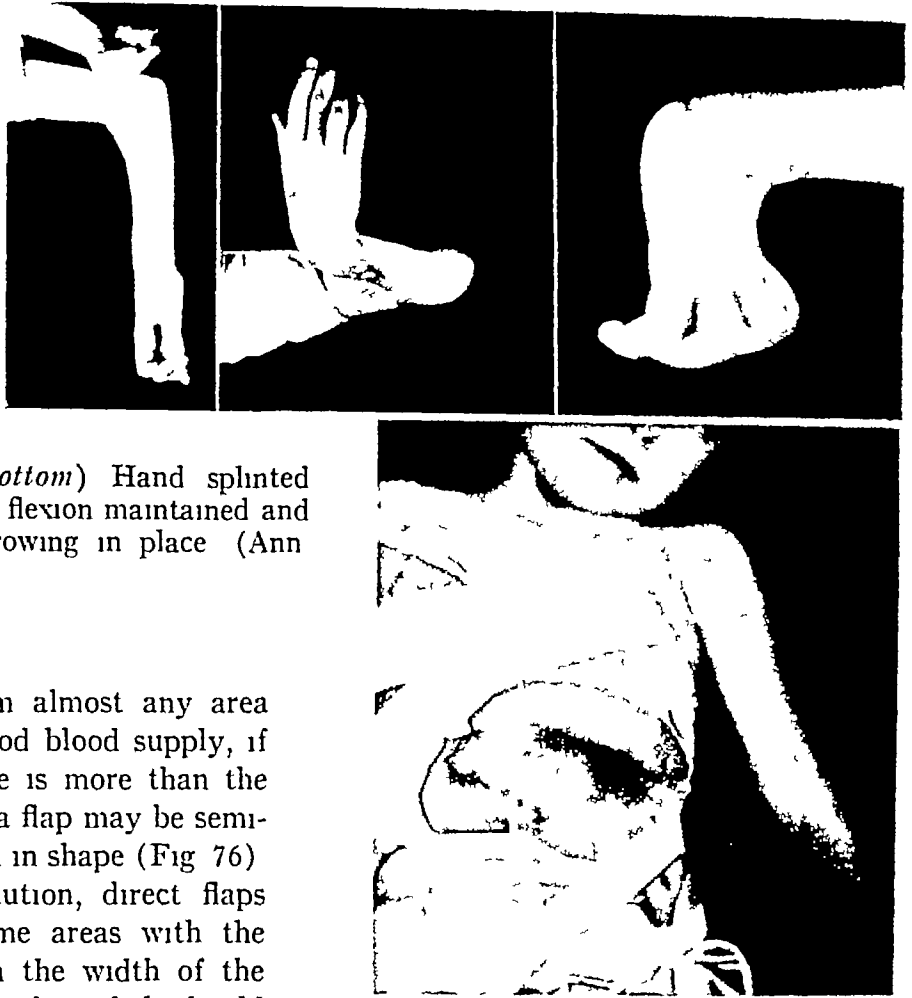 ottom) Hand splinted
flexion maintained and
rowing in place (Ann
almost any area
od blood supply, if
e is more than the
a flap may be semi-
in shape (Fig 76)
ution, direct flaps
me areas with the
the width of the